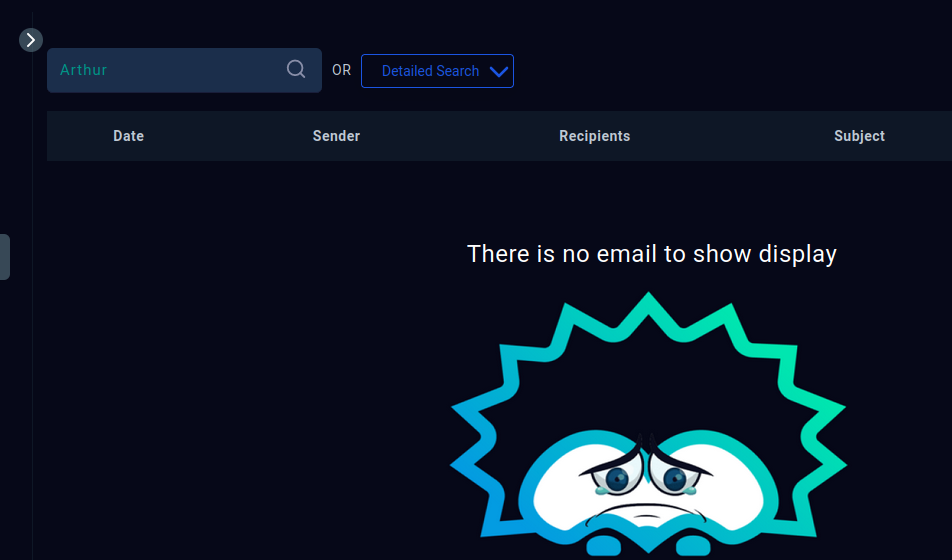 Arthur
OR
Detailed Search
Date Sender Recipients Subject
There is no email to show display